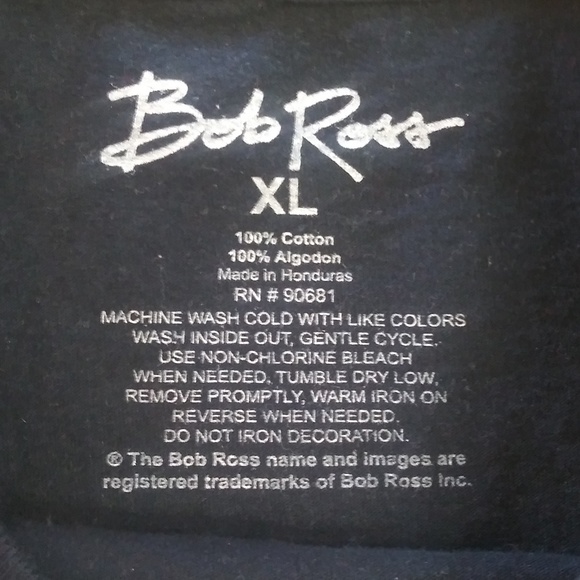 Bob Ross
XL
100% Cotton
100% Algodon
Made in Honduras
RN # 90681
MACHINE WASH COLD WITH LIKE COLORS
WASH INSIDE OUT, GENTLE CYCLE.
USE NON-CHLORINE BLEACH
WHEN NEEDED, TUMBLE DRY LOW,
REMOVE PROMPTLY, WARM IRON ON
REVERSE WHEN NEEDED.
DO NOT IRON DECORATION.
® The Bob Ross name and images are
registered trademarks of Bob Ross Inc.